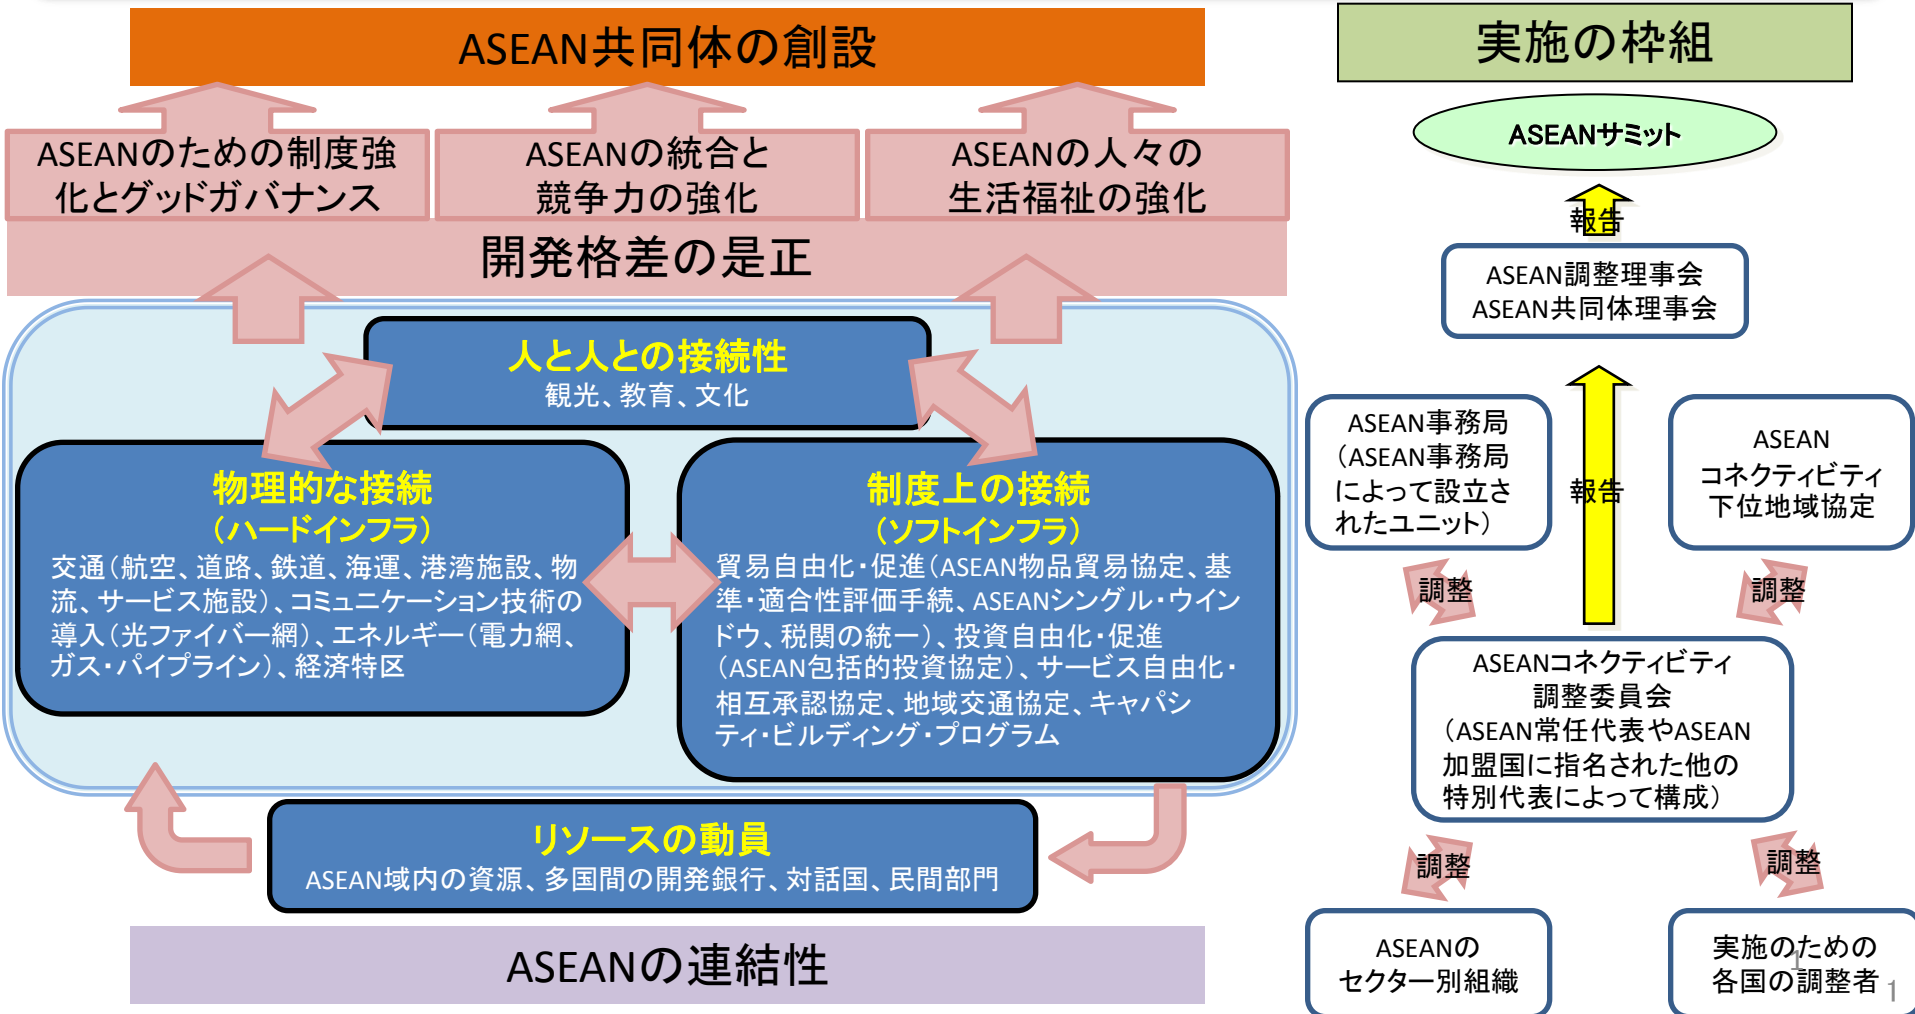 ASEAN共同体の創設
ASEANのための制度強
化とグッドガバナンス
ASEANの統合と
競争力の強化
ASEANの人々の
生活福祉の強化
開発格差の是正
人と人との接続性
観光、教育、文化
物理的な接続
（ハードインフラ）
交通（航空、道路、鉄道、海運、港湾施設、物
流、サービス施設）、コミュニケーション技術の
導入（光ファイバー網）、エネルギー（電力網、
ガス・パイプライン）、経済特区
制度上の接続
（ソフトインフラ）
貿易自由化・促進（ASEAN物品貿易協定、基
準・適合性評価手続、ASEANシングル・ウイン
ドウ、税関の統一）、投資自由化・促進
（ASEAN包括的投資協定）、サービス自由化・
相互承認協定、地域交通協定、キャパシ
ティ・ビルディング・プログラム
リソースの動員
ASEAN域内の資源、多国間の開発銀行、対話国、民間部門
ASEANの連結性
実施の枠組
ASEANサミット
報告
ASEAN調整理事会
ASEAN共同体理事会
ASEAN事務局
（ASEAN事務局
によって設立さ
れたユニット）
報告
ASEAN
コネクティビティ
下位地域協定
調整
調整
ASEANコネクティビティ
調整委員会
（ASEAN常任代表やASEAN
加盟国に指名された他の
特別代表によって構成）
調整
調整
ASEANの
セクター別組織
実施のための
各国の調整者
1
1